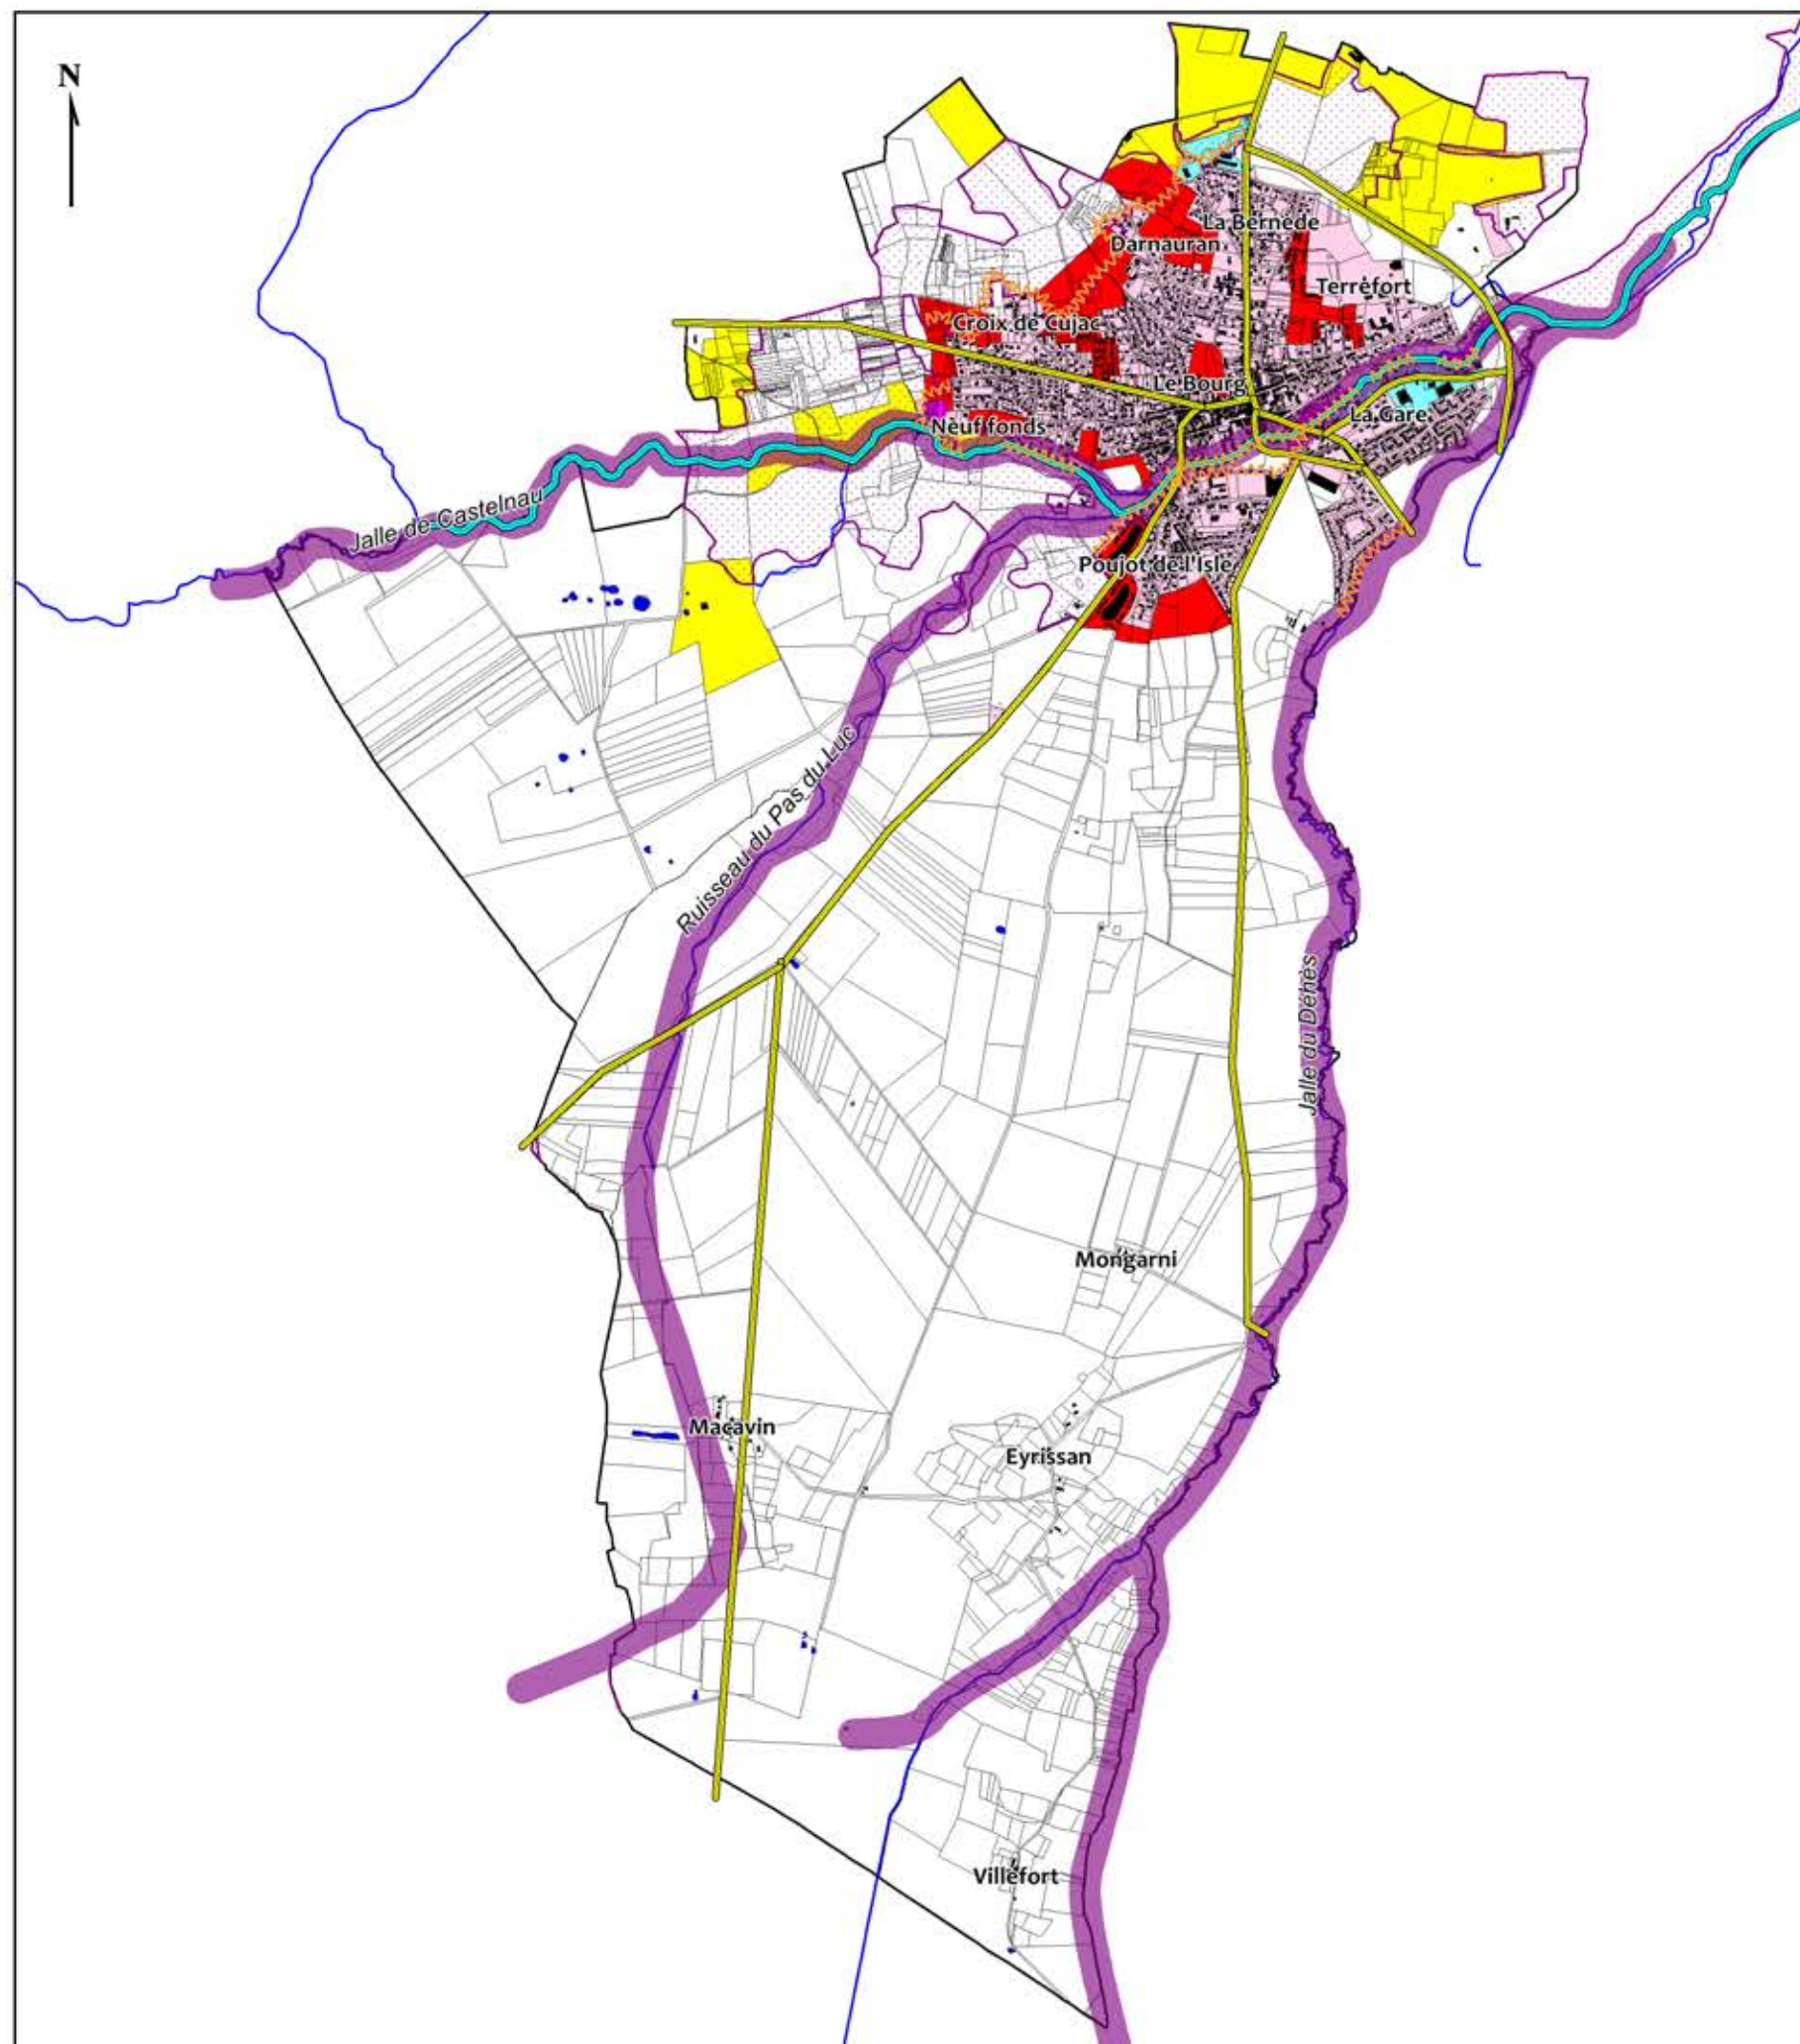 N
La Bernède
Darnauran
Terrefort
Croix de Cujac
Le Bourg
La Gare
Neuf fonds
Jalle de Castelnau
Poujot de l'Isle
Ruisseau du Pas du Luc
Jalle du Dehès
Mongarni
Macavin
Eyrissan
Villefort